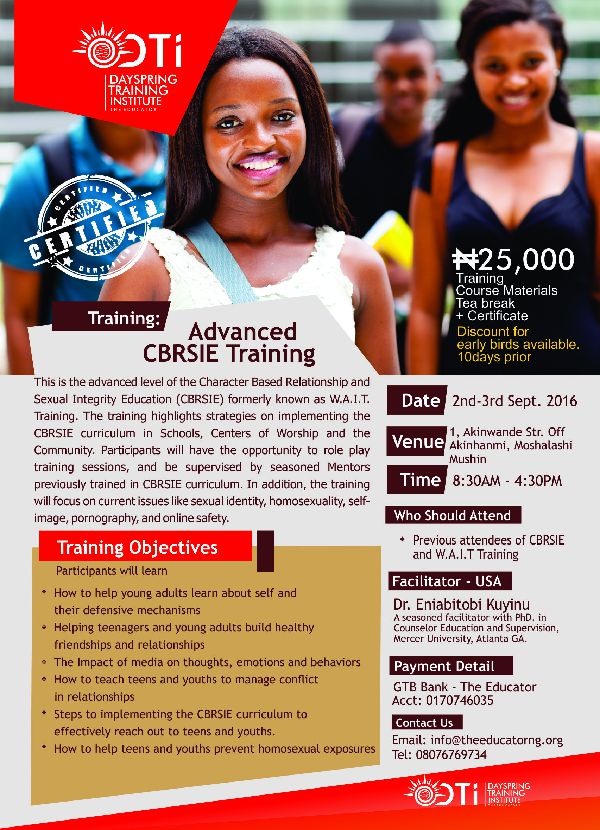 DTi
DAYSPRING
TRAINING
INSTITUTE
THE EDUCATOR
CERTIFIED
CERTIFIED
CERTIFIED
₦25,000
Training
Course Materials
Tea break
+ Certificate
Discount for
early birds available.
10days prior
Training:
Advanced
CBRSIE Training
This is the advanced level of the Character Based Relationship and
Sexual Integrity Education (CBRSIE) formerly known as W.A.I.T.
Training. The training highlights strategies on implementing the
CBRSIE curriculum in Schools, Centers of Worship and the
Community. Participants will have the opportunity to role play
training sessions, and be supervised by seasoned Mentors
previously trained in CBRSIE curriculum. In addition, the training
will focus on current issues like sexual identity, homosexuality, self-
image, pornography, and online safety.
Training Objectives
Participants will learn
• How to help young adults learn about self and
their defensive mechanisms
• Helping teenagers and young adults build healthy
friendships and relationships
• The Impact of media on thoughts, emotions and behaviors
• How to teach teens and youths to manage conflict
in relationships
• Steps to implementing the CBRSIE curriculum to
effectively reach out to teens and youths.
• How to help teens and youths prevent homosexual exposures
Date 2nd-3rd Sept. 2016
Venue 1, Akinwande Str. Off
Akinhanmi, Moshalashi
Mushin
Time 8:30AM - 4:30PM
Who Should Attend
• Previous attendees of CBRSIE
and W.A.I.T Training
Facilitator - USA
Dr. Eniabitobi Kuyinu
A seasoned facilitator with PhD. in
Counselor Education and Supervision,
Mercer University, Atlanta GA.
Payment Detail
GTB Bank - The Educator
Acct: 0170746035
Contact Us
Email: info@theeducatorng.org
Tel: 08076769734
DTi
DAYSPRING
TRAINING
INSTITUTE